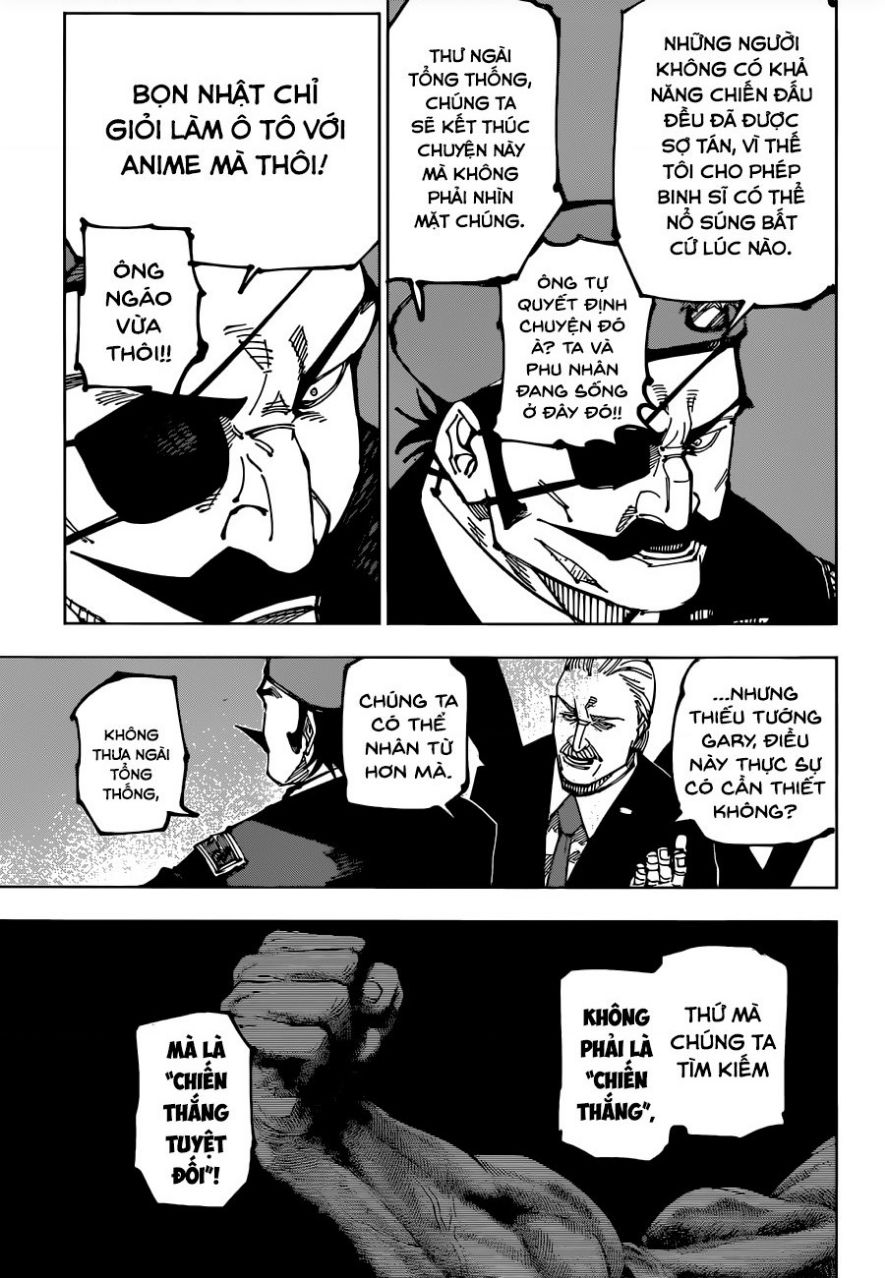 NHỮNG NGƯỜI
KHÔNG CÓ KHẢ
NĂNG CHIẾN ĐẤU
ĐỀU ĐÃ ĐƯỢC
SỢ TÁN, VÌ THẾ
TÔI CHO PHÉP
BINH SĨ CÓ THỂ
NỔ SÚNG BẤT
CỨ LÚC NÀO.
ÔNG TỰ
QUYẾT ĐỊNH
CHUYỆN ĐÓ
À? TA VÀ
PHU NHÂN
ĐANG SỐNG
Ở ĐÂY ĐÓ!!
THƯ NGÀI
TỔNG THỐNG,
CHÚNG TA
SẼ KẾT THÚC
CHUYỆN NÀY
MÀ KHÔNG
PHẢI NHÌN
MẶT CHÚNG.
BỌN NHẬT CHỈ
GIỎI LÀM Ô TÔ VỚI
ANIME MÀ THÔI!
ÔNG
NGÁO
VỪA
THÔI!!
...NHƯNG
THIẾU TƯỚNG
GARY, ĐIỀU
NÀY THỰC SỰ
CÓ CẦN THIẾT
KHÔNG?
CHÚNG TA
CÓ THỂ
NHÂN TỪ
HƠN MÀ.
KHÔNG
THƯA NGÀI
TỔNG
THỐNG,
THỨ MÀ
CHÚNG TA
TÌM KIẾM
KHÔNG
PHẢI LÀ
"CHIẾN
THẮNG",
MÀ LÀ
"CHIẾN
THẮNG
TUYỆT
ĐỐI"!